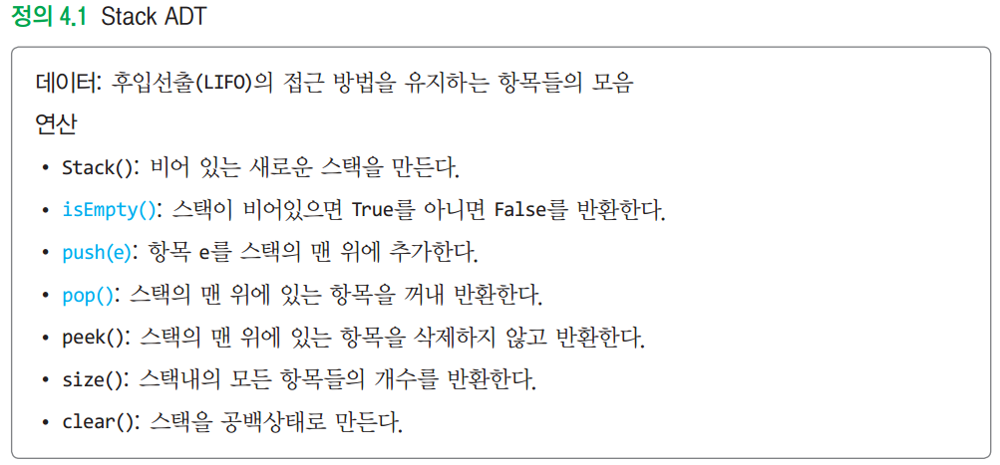 정의 4.1 Stack ADT
데이터: 후입선출(LIFO)의 접근 방법을 유지하는 항목들의 모음
연산
• Stack(): 비어 있는 새로운 스택을 만든다.
• isEmpty(): 스택이 비어있으면 True를 아니면 False를 반환한다.
• push(e): 항목 e를 스택의 맨 위에 추가한다.
• pop(): 스택의 맨 위에 있는 항목을 꺼내 반환한다.
• peek(): 스택의 맨 위에 있는 항목을 삭제하지 않고 반환한다.
• size(): 스택내의 모든 항목들의 개수를 반환한다.
• clear(): 스택을 공백상태로 만든다.